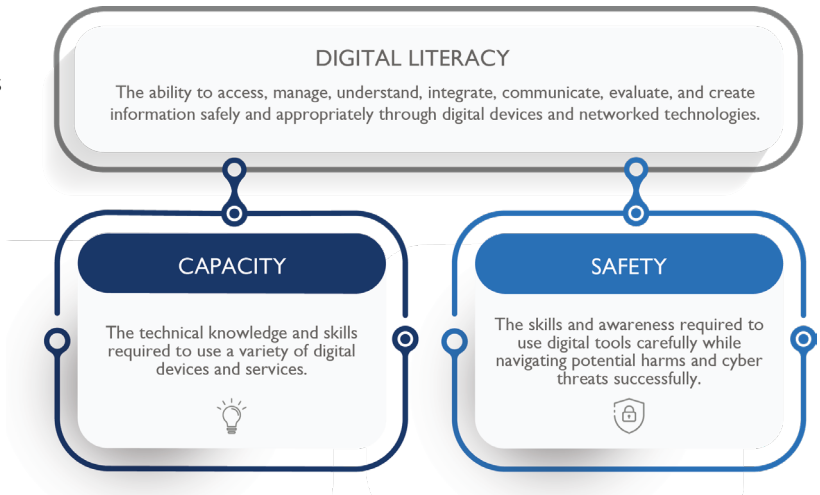 DIGITAL LITERACY
The ability to access, manage, understand, integrate, communicate, evaluate, and create
information safely and appropriately through digital devices and networked technologies.
CAPACITY
The technical knowledge and skills
required to use a variety of digital
devices and services.
SAFETY
The skills and awareness required to
use digital tools carefully while
navigating potential harms and cyber
threats successfully.